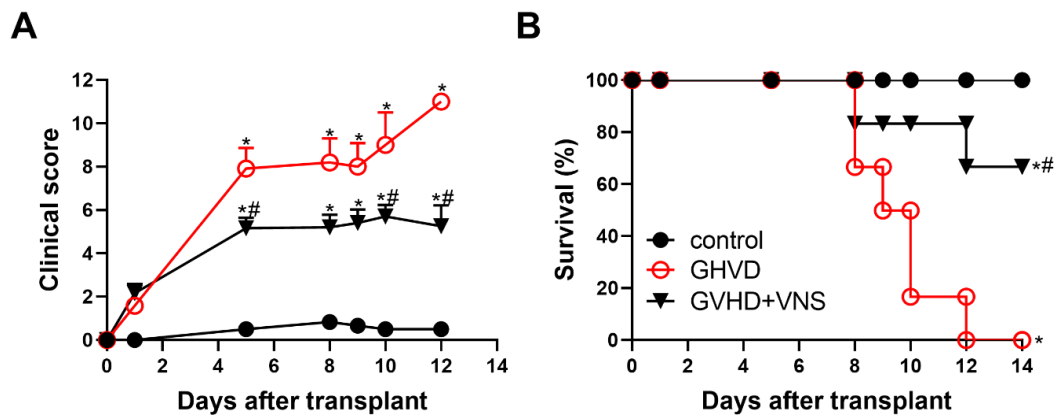 A
Clinical score
12
10
8
6
4
2
0
* * * * *
*# * * *# *#
0 2 4 6 8 10 12 14
Days after transplant
B
Survival (%)
100
80
60
40
20
0
control
GHVD
GVHD+VNS
*#
*
0 2 4 6 8 10 12 14
Days after transplant